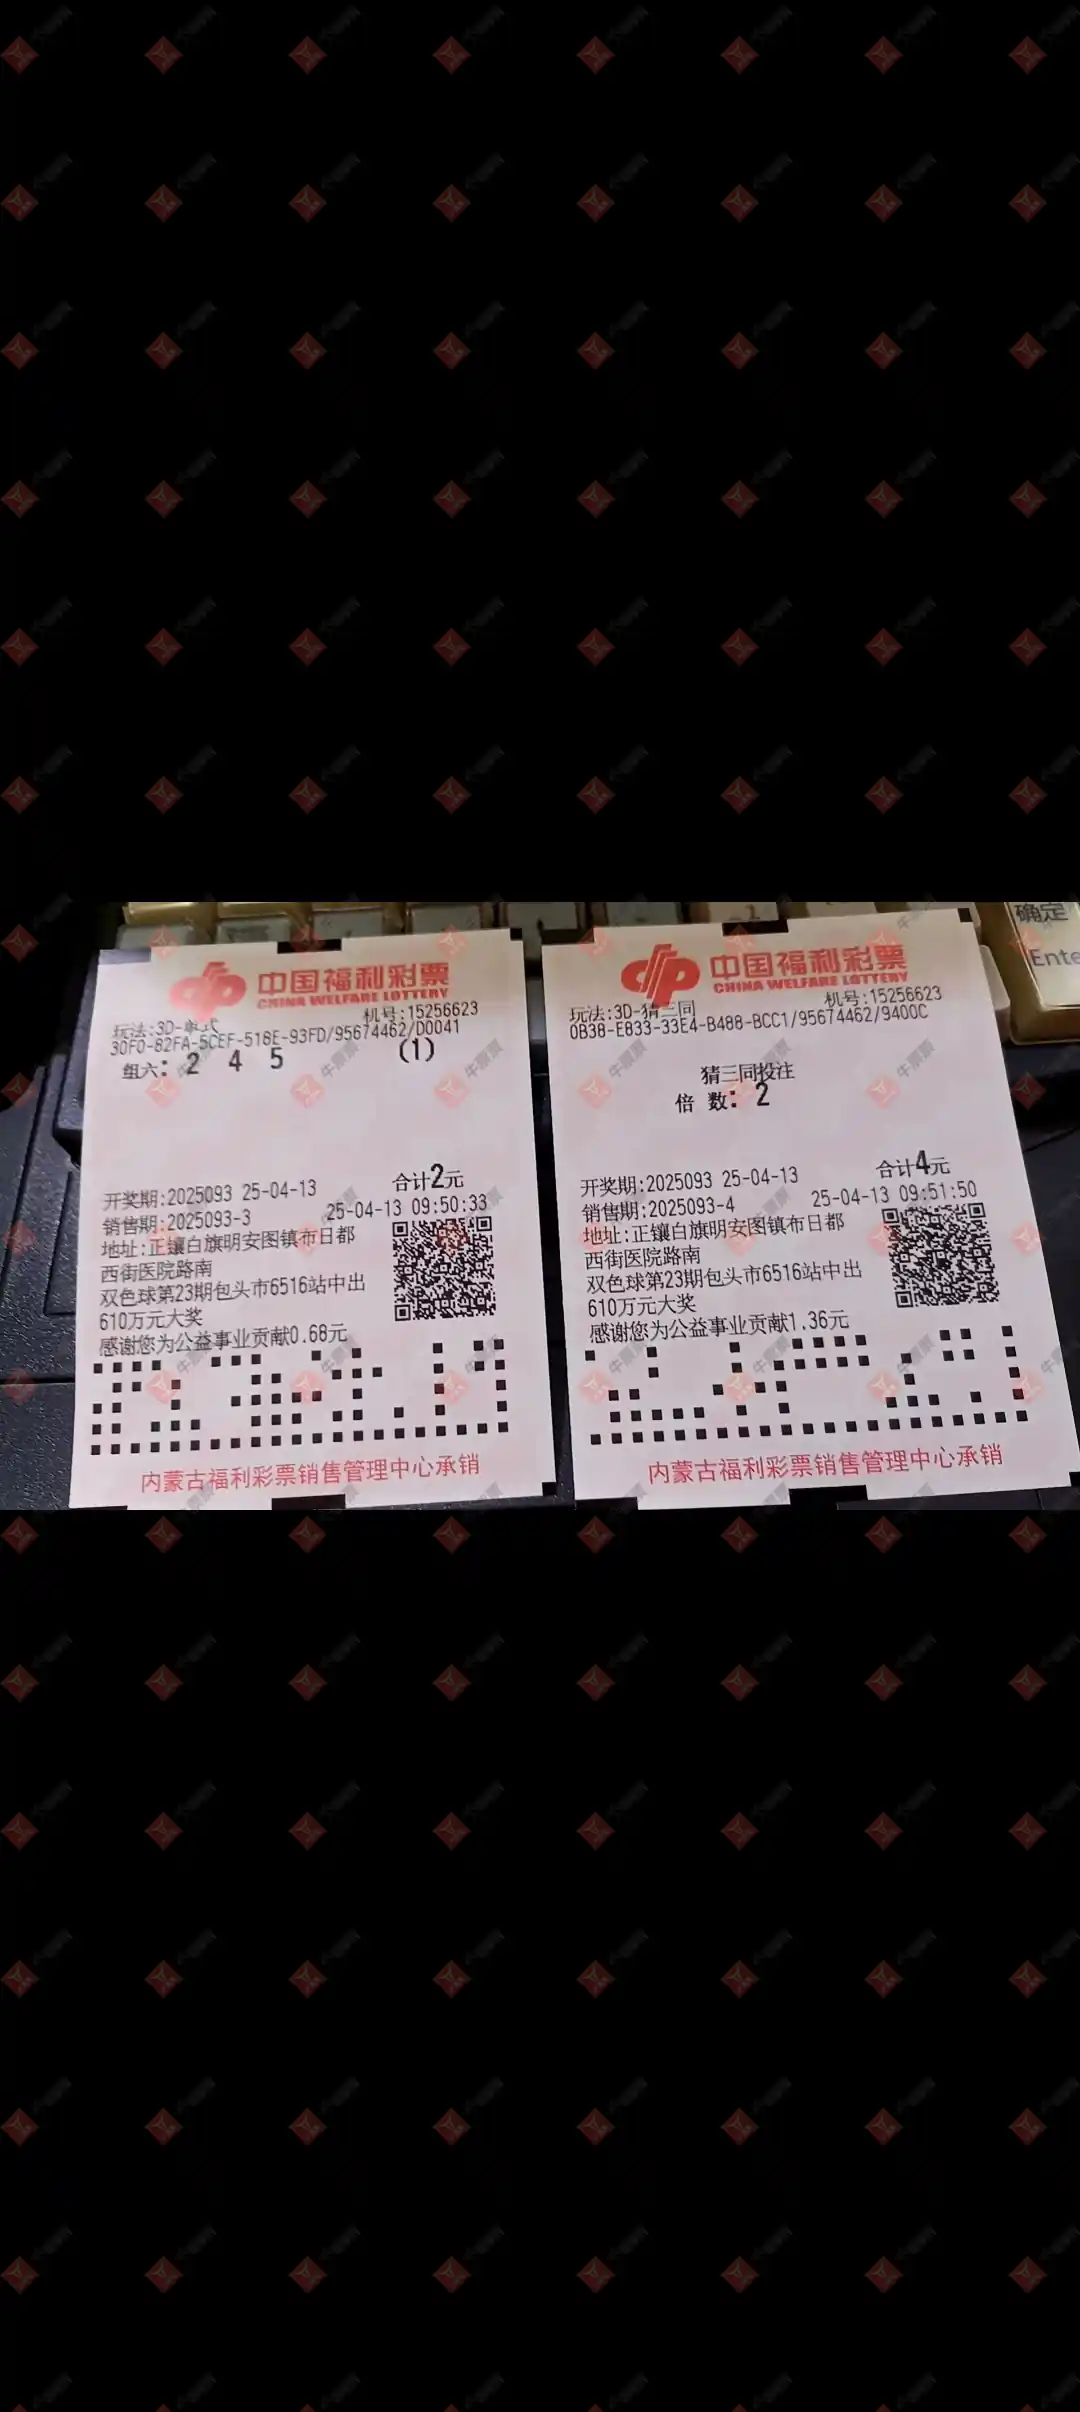 确定
Enter
中国福利彩票
CHINA WELFARE LOTTERY
玩法:3D-单式 机号:15256623
30F0-82FA-5CEF-518E-93FD/95674462/D0041
组六: 2 4 5 (1)
合计2元
开奖期:2025093 25-04-13
销售期:2025093-3 25-04-13 09:50:33
地址:正镶白旗明安图镇布日都
西街医院路南
双色球第23期包头市6516站中出
610万元大奖
感谢您为公益事业贡献0.68元
内蒙古福利彩票销售管理中心承销
中国福利彩票
CHINA WELFARE LOTTERY
玩法:3D-猜三同 机号:15256623
0B38-E833-33E4-B488-BCC1/95674462/9400C
猜三同投注
倍 数: 2
合计4元
开奖期:2025093 25-04-13
销售期:2025093-4 25-04-13 09:51:50
地址:正镶白旗明安图镇布日都
西街医院路南
双色球第23期包头市6516站中出
610万元大奖
感谢您为公益事业贡献1.36元
内蒙古福利彩票销售管理中心承销